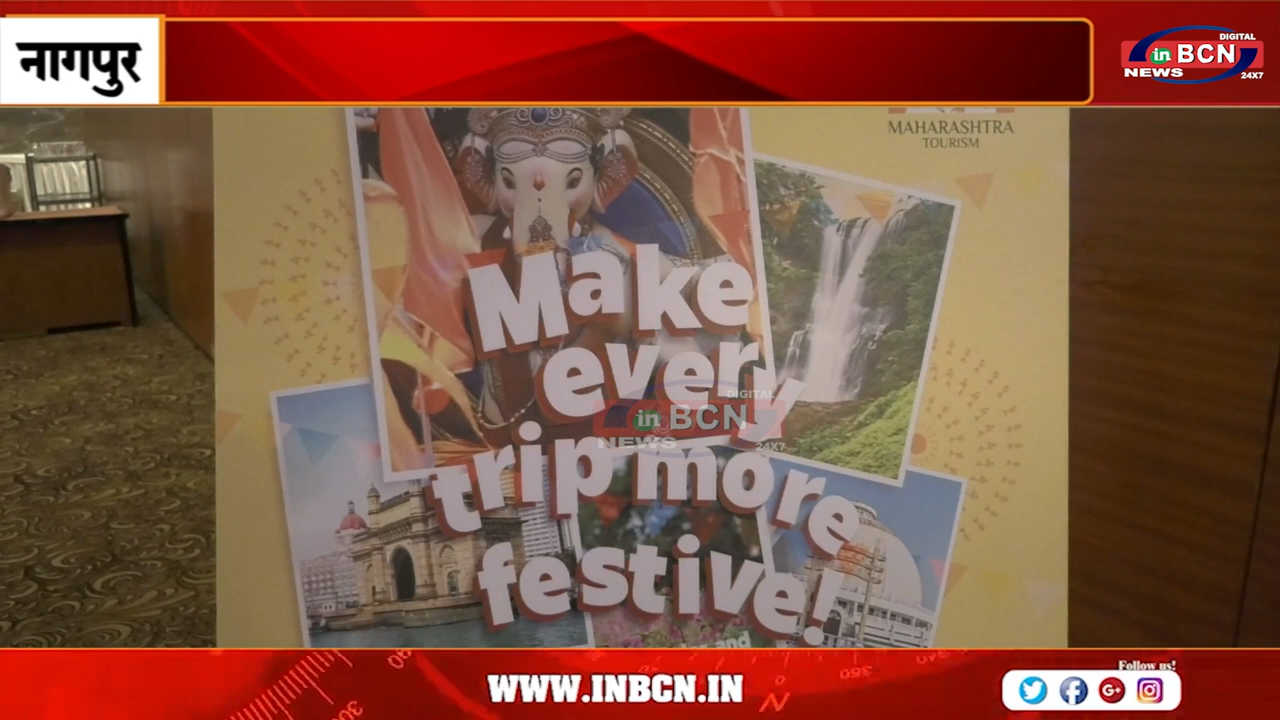 नागपुर
DIGITAL
in BCN
NEWS 24X7
MAHARASHTRA
TOURISM
Make
every
trip more
festive!
DIGITAL
in BCN
NEWS 24X7
and
WWW.INBCN.IN
Follow us!